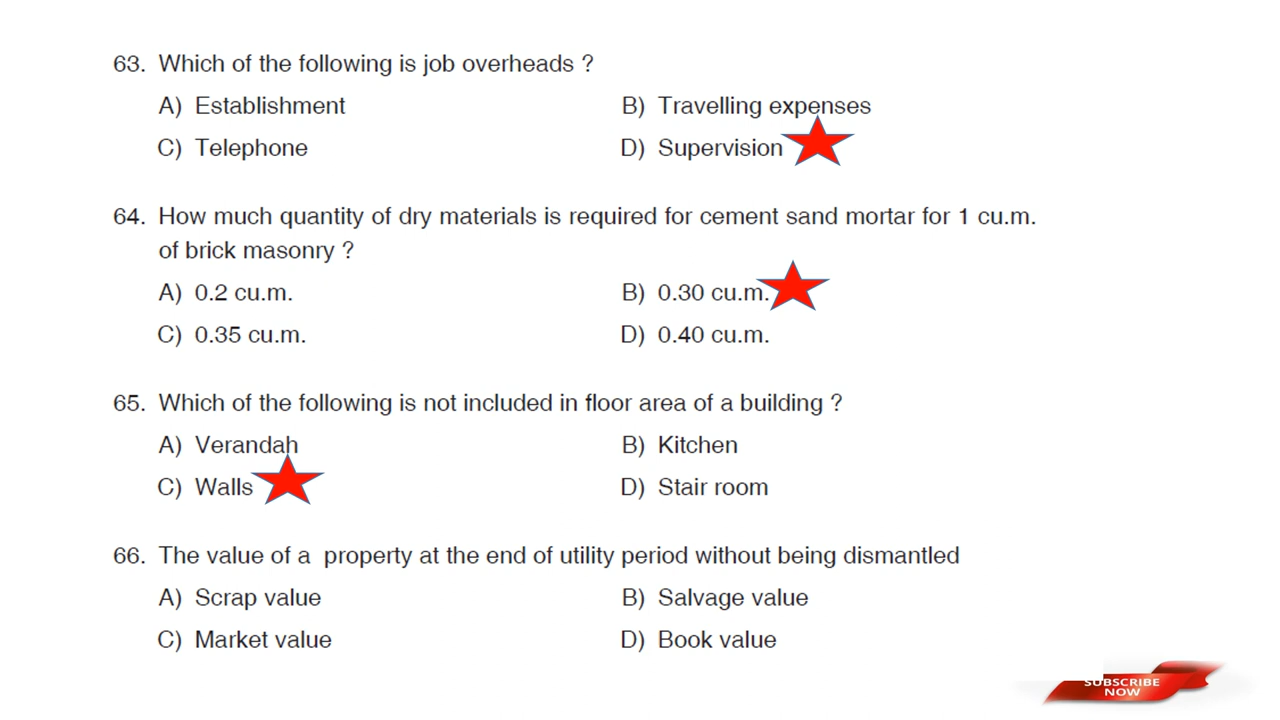 63. Which of the following is job overheads ?
A) Establishment
B) Travelling expenses
C) Telephone
D) Supervision
64. How much quantity of dry materials is required for cement sand mortar for 1 cu.m.
of brick masonry ?
A) 0.2 cu.m.
B) 0.30 cu.m.
C) 0.35 cu.m.
D) 0.40 cu.m.
65. Which of the following is not included in floor area of a building ?
A) Verandah
B) Kitchen
C) Walls
D) Stair room
66. The value of a property at the end of utility period without being dismantled
A) Scrap value
B) Salvage value
C) Market value
D) Book value
SUBSCRIBE
NOW